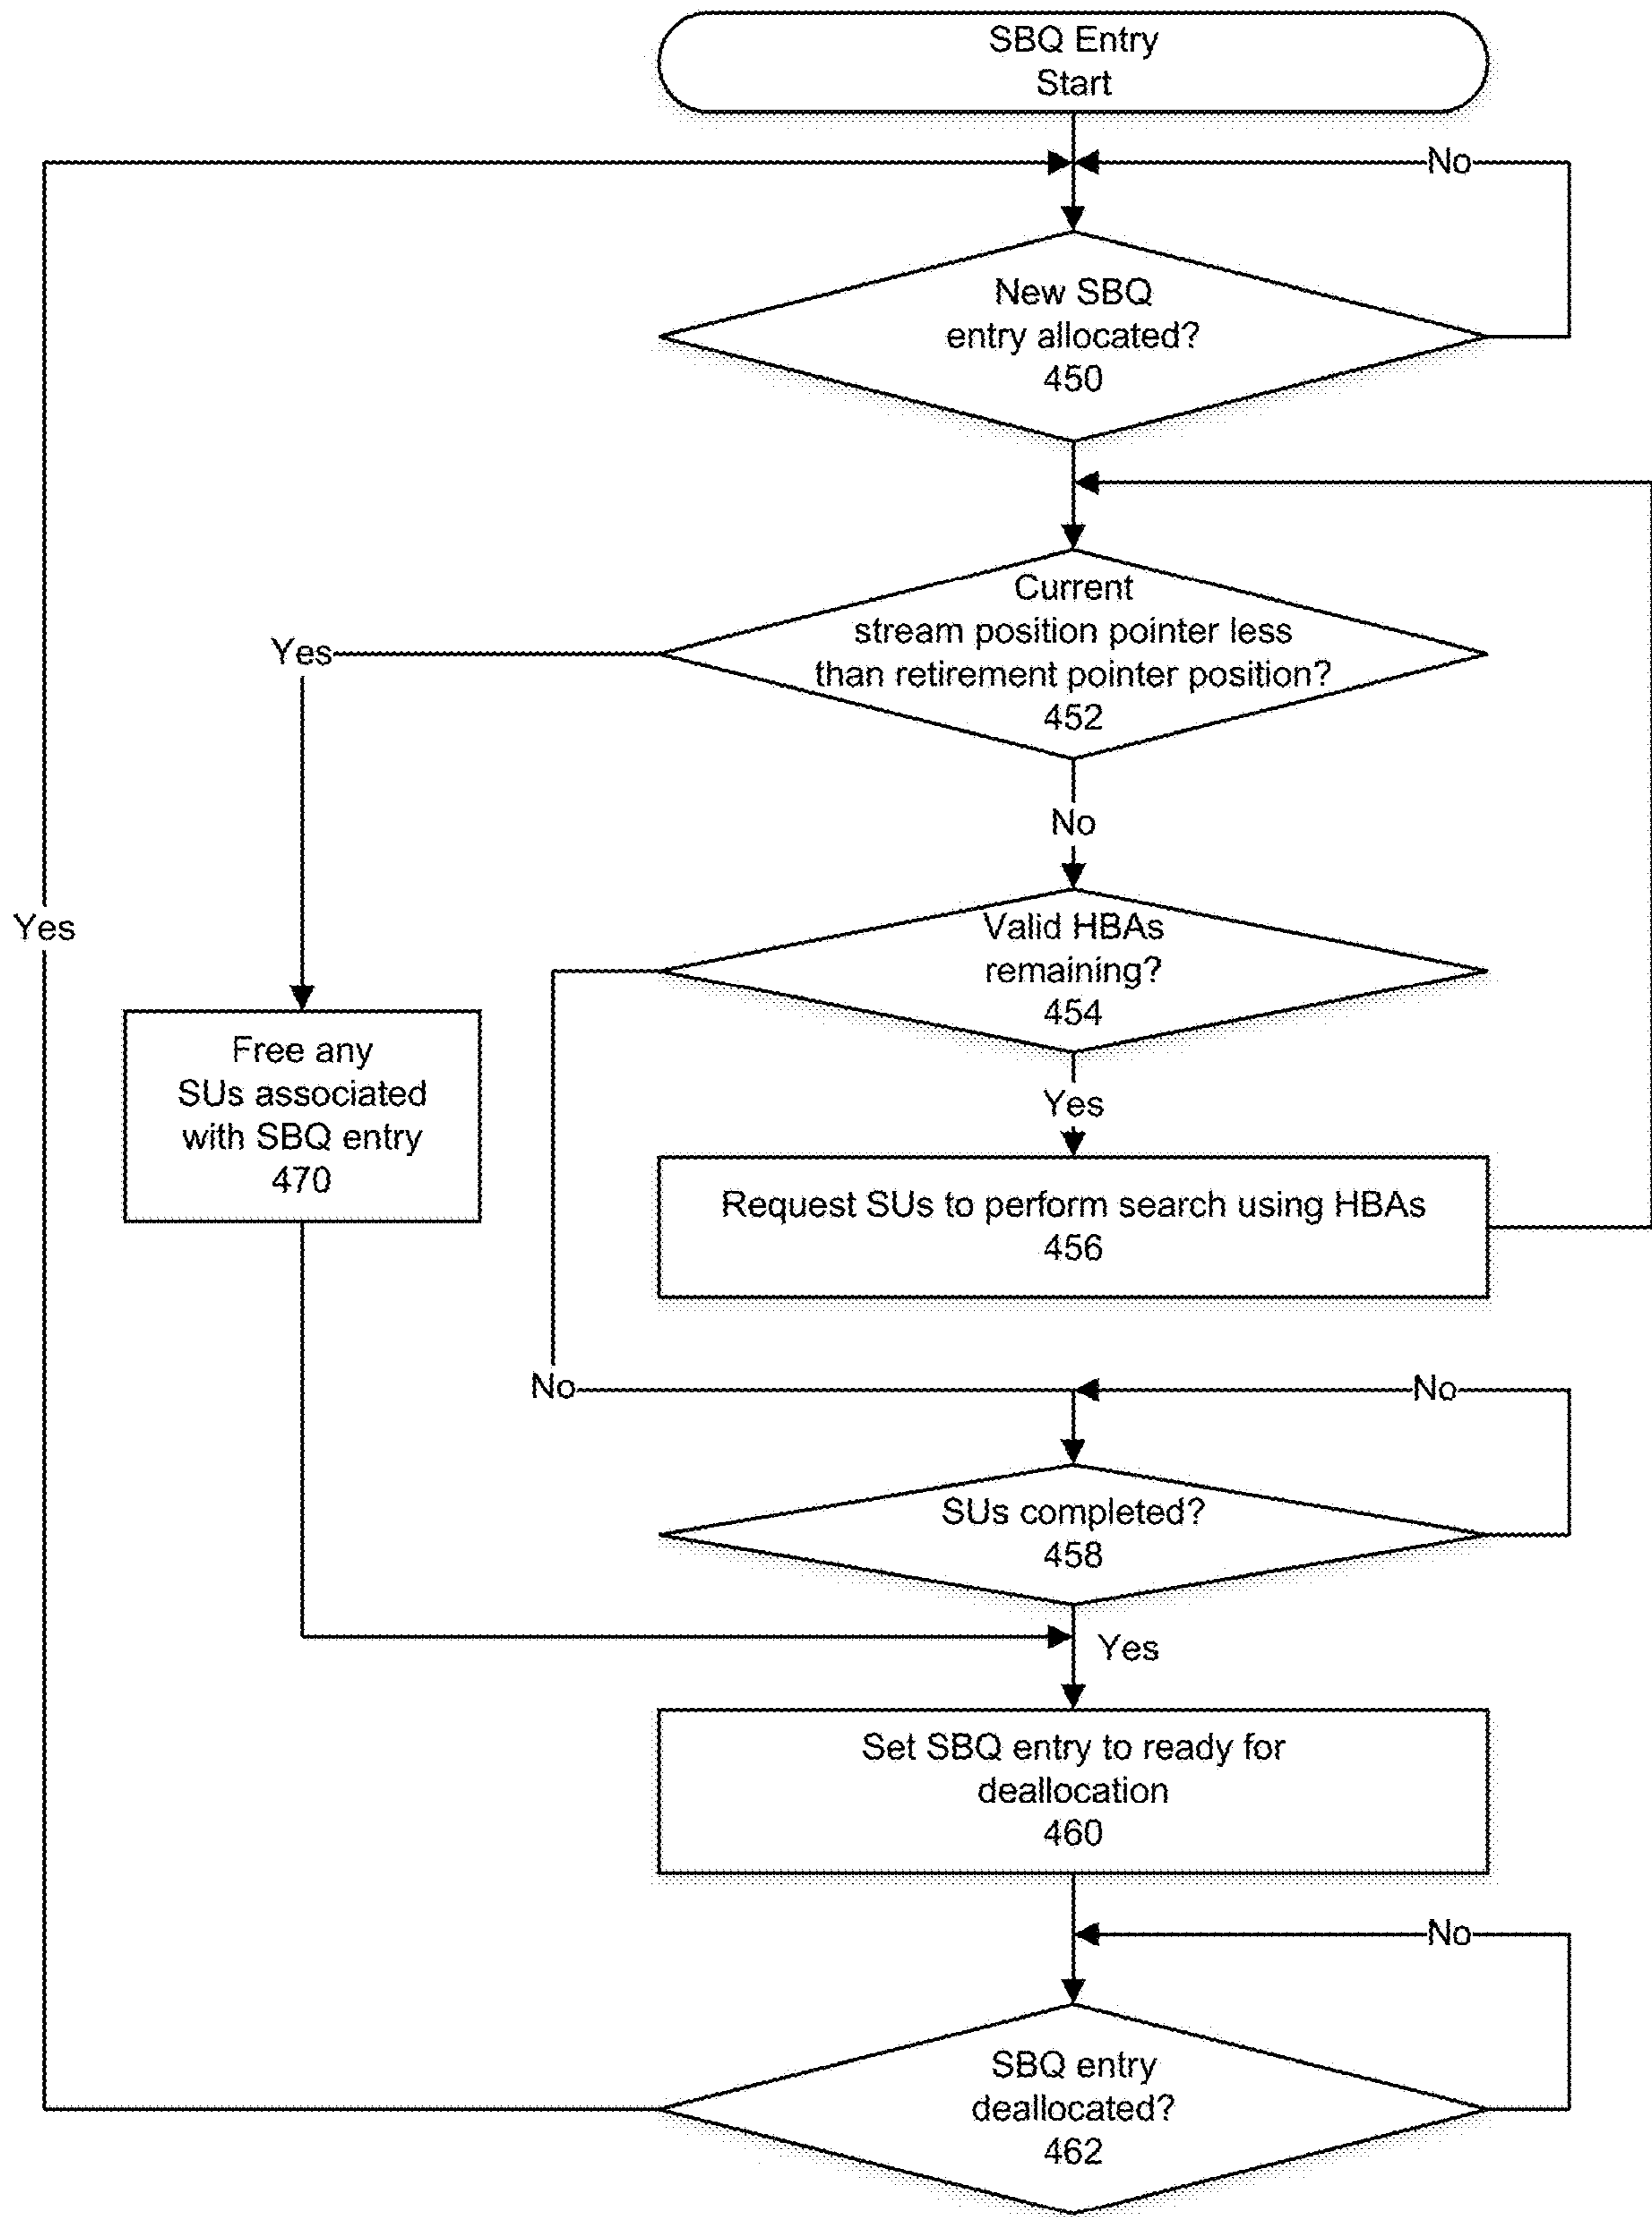 SBQ Entry
Start
No
New SBQ
entry allocated?
450
Current
stream position pointer less
than retirement pointer position?
452
Yes
No
Yes
Valid HBAs
remaining?
454
Free any
SUs associated
with SBQ entry
470
Yes
Request SUs to perform search using HBAs
456
No
No
SUs completed?
458
Yes
Set SBQ entry to ready for
deallocation
460
No
SBQ entry
deallocated?
462